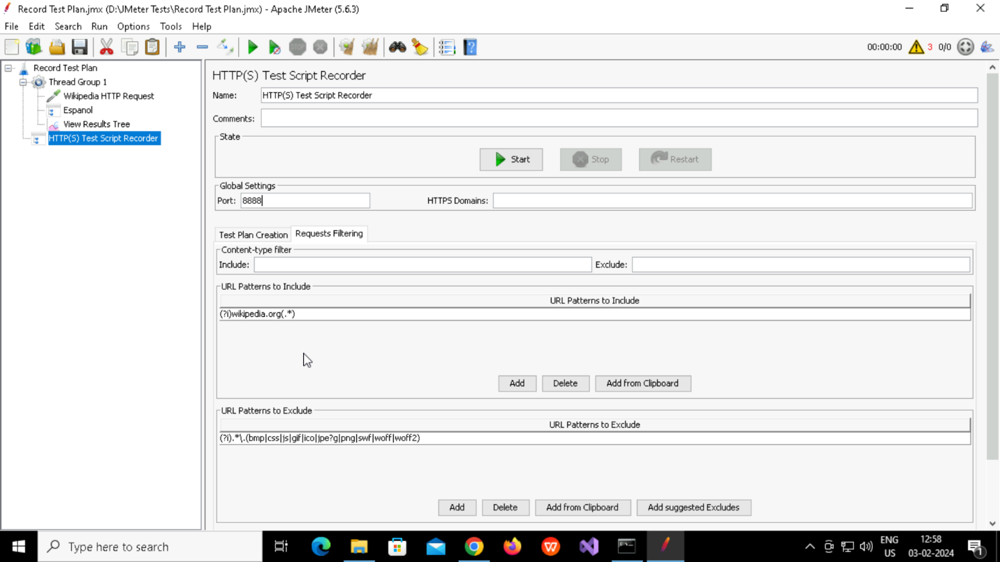 Record Test Plan.jmx (D:\JMeter Tests\Record Test Plan.jmx) - Apache JMeter (5.6.3)
File Edit Search Run Options Tools Help
00:00:00 3 0/0
Record Test Plan
Thread Group 1
Wikipedia HTTP Request
Espanol
View Results Tree
HTTP(S) Test Script Recorder
HTTP(S) Test Script Recorder
Name: HTTP(S) Test Script Recorder
Comments:
State
Start Stop Restart
Global Settings
Port: 8888 HTTPS Domains:
Test Plan Creation Requests Filtering
Content-type filter
Include: Exclude:
URL Patterns to Include
URL Patterns to Include
(?i)wikipedia.org(.*)
Add Delete Add from Clipboard
URL Patterns to Exclude
URL Patterns to Exclude
(?i).*\.(bmp|css|js|gif|ico|jpe?g|png|swf|woff|woff2)
Add Delete Add from Clipboard Add suggested Excludes
Type here to search
ENG
US
12:58
03-02-2024
1